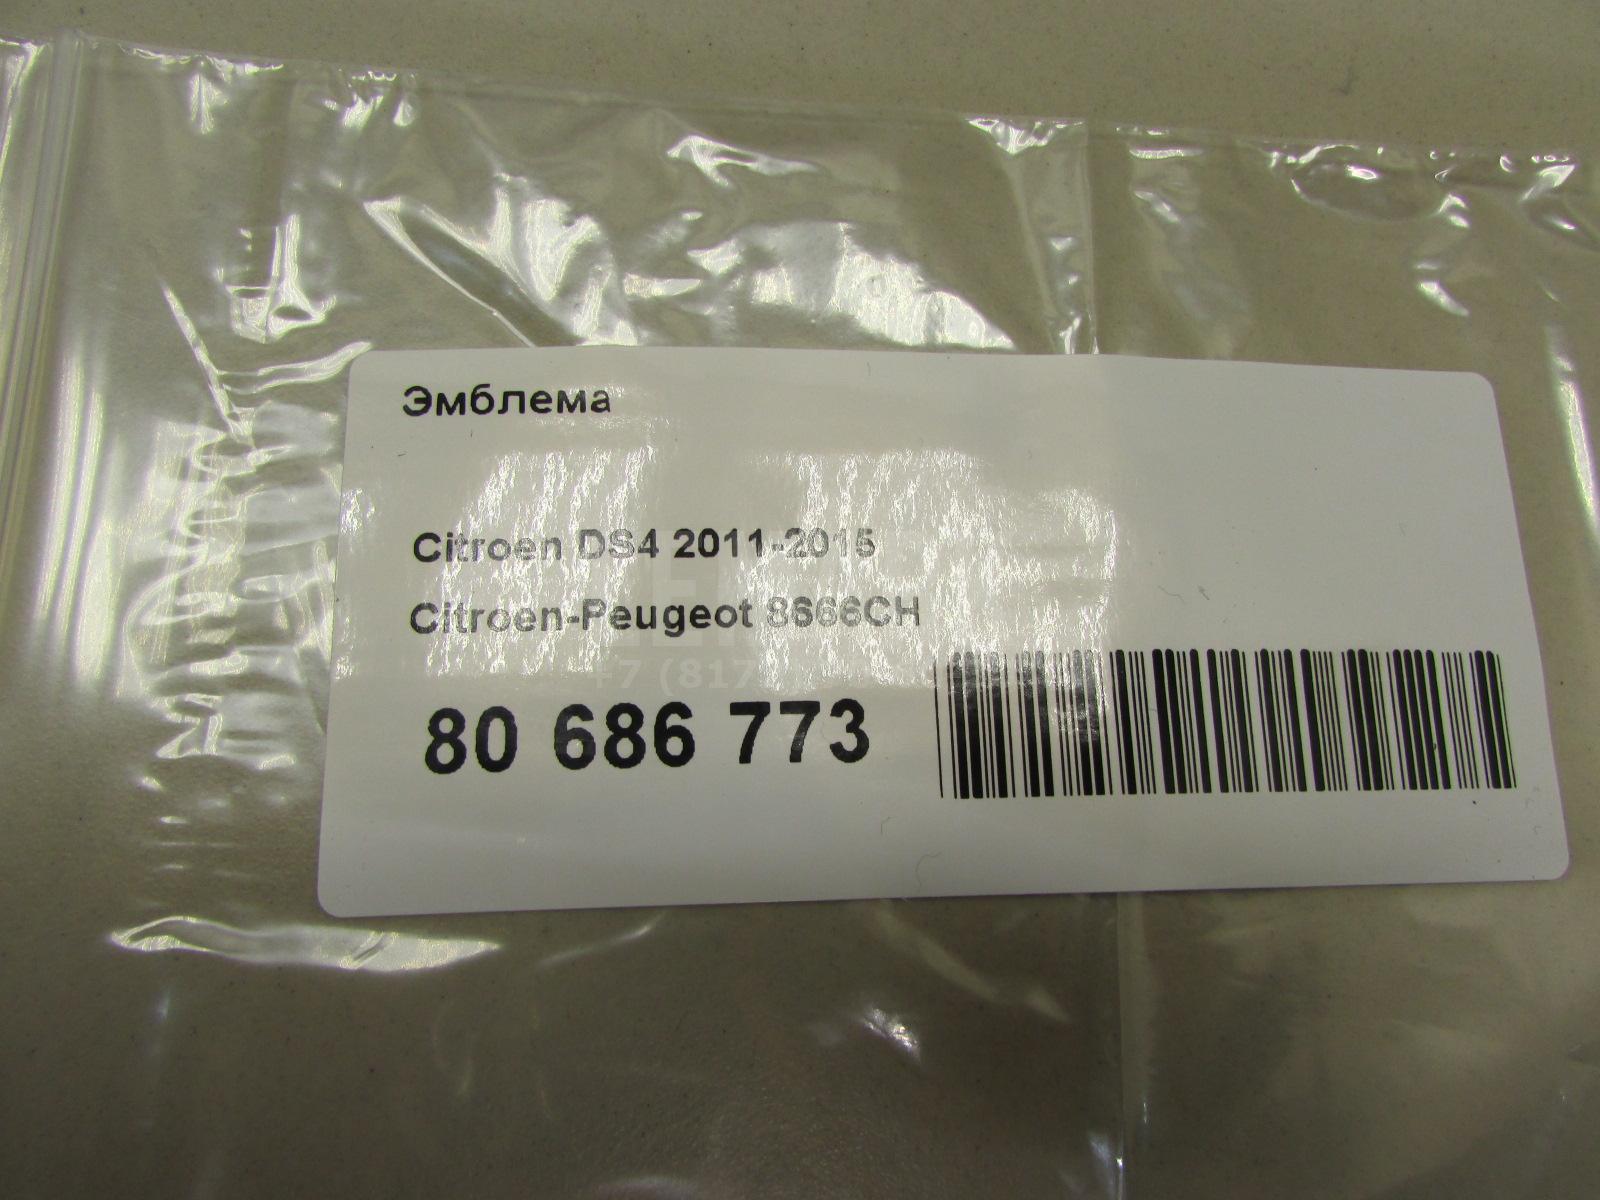 Эмблема
Citroen DS4 2011-2015
Citroen-Peugeot 8666CH
80 686 773